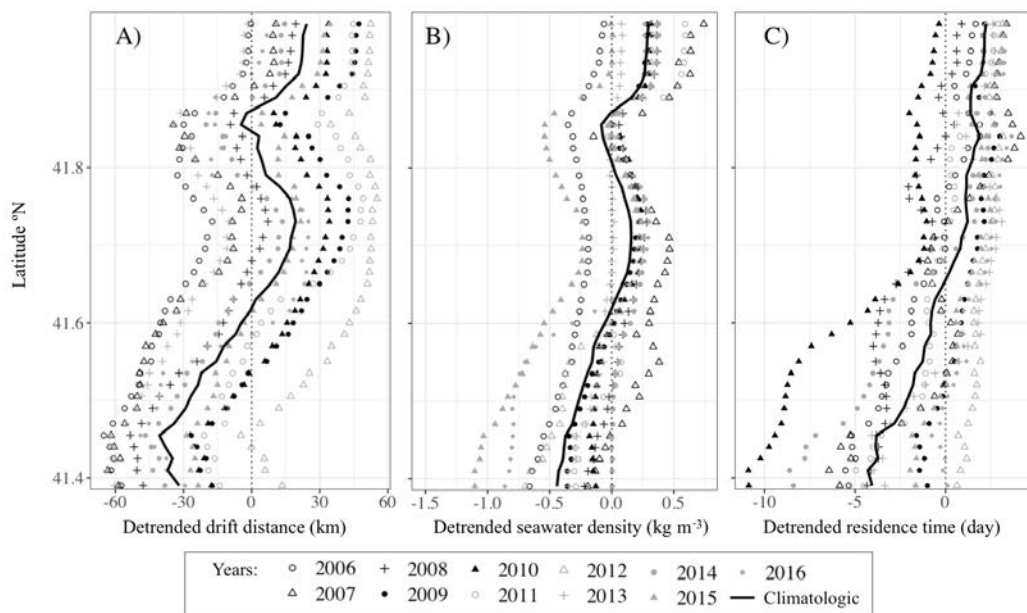 A)
B)
C)
Latitude ºN
41.8
41.6
41.4
-60 -30 0 30 60
-1.5 -1.0 -0.5 0.0 0.5
-10 -5 0
Detrended drift distance (km)
Detrended seawater density (kg m⁻³)
Detrended residence time (day)
Years: 2006 2008 2010 2012 2014 2016
2007 2009 2011 2013 2015 Climatologic